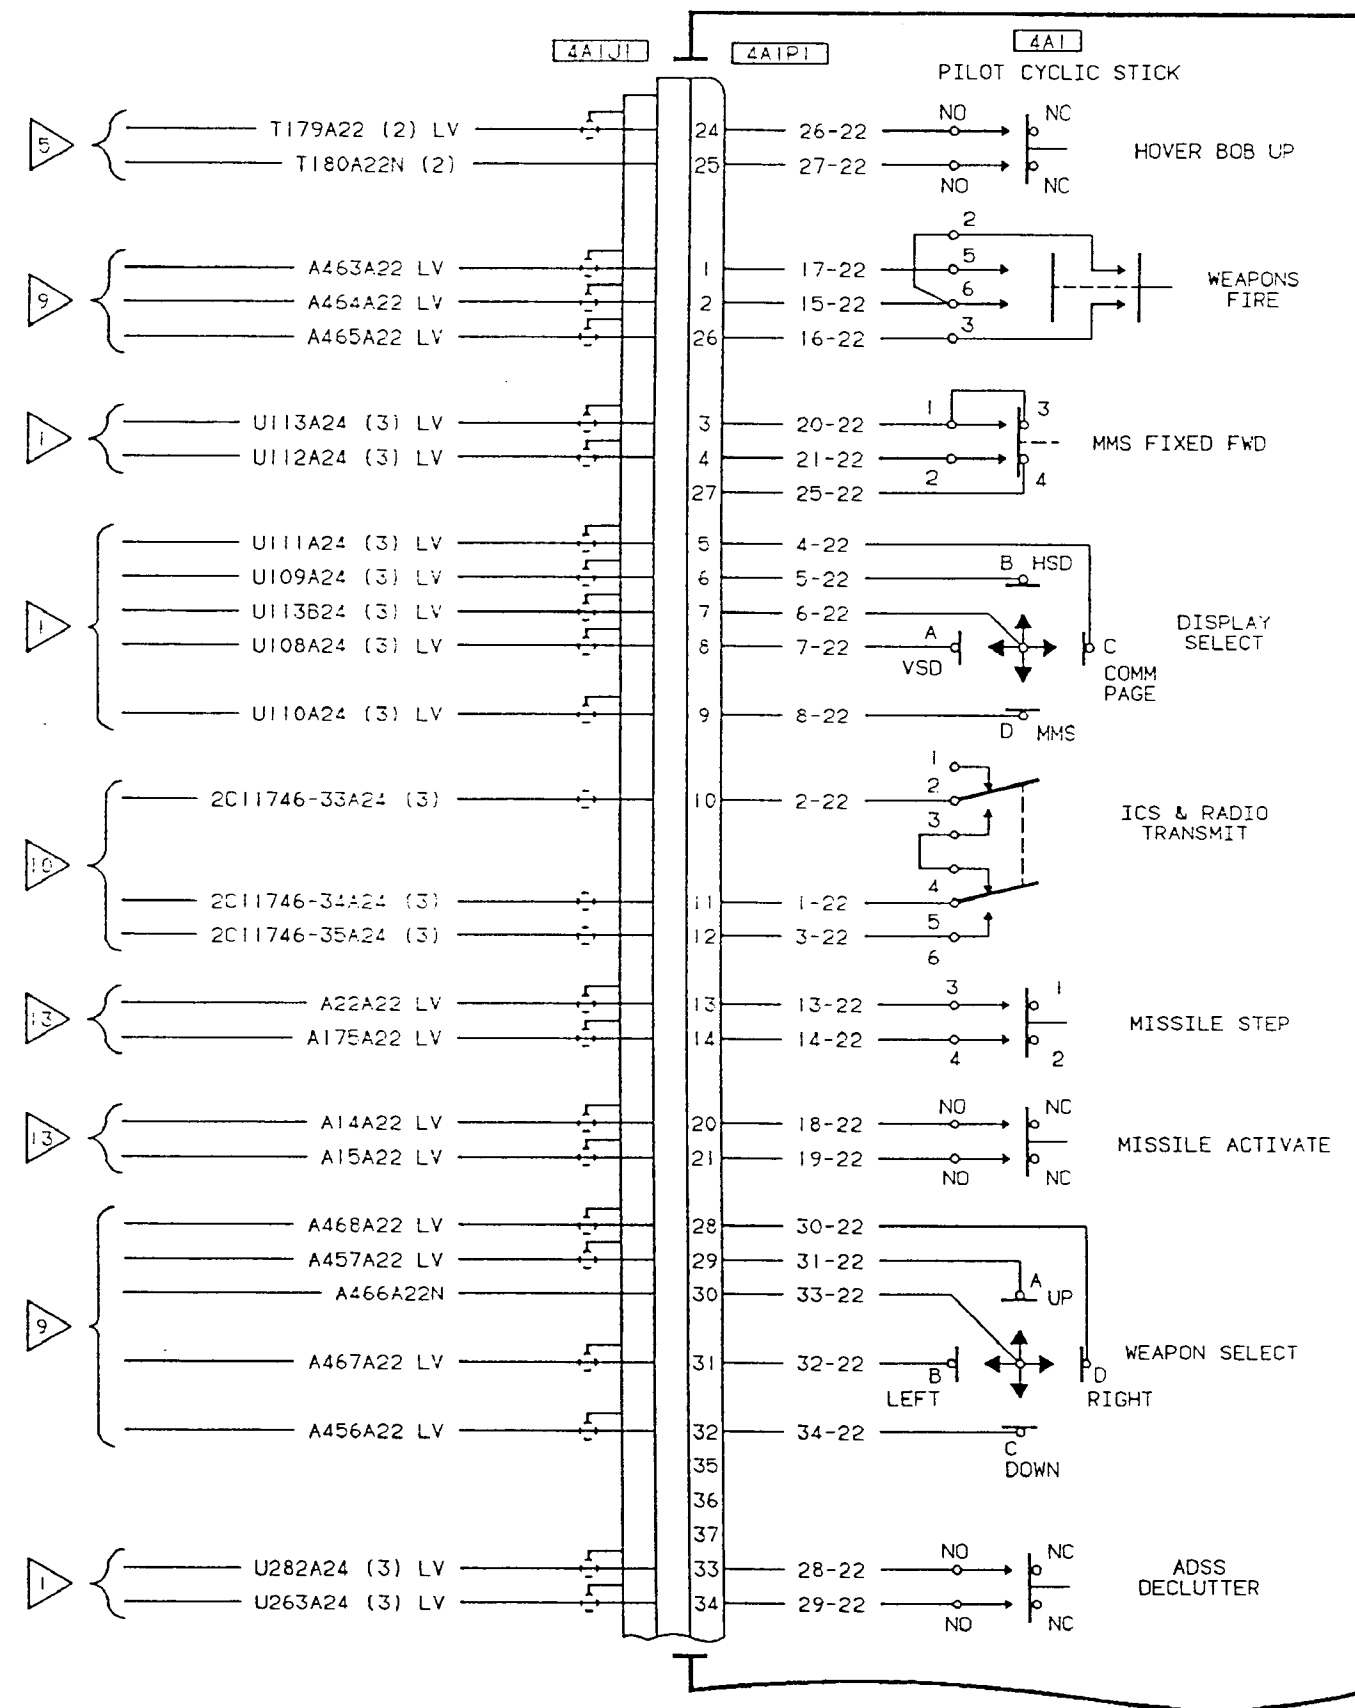 4A1J1 4A1P1 4A1
PILOT CYCLIC STICK
5 T179A22 (2) LV 24 26-22 NO NC
T180A22N (2) 25 27-22 NO NC
HOVER BOB UP
2
9 A463A22 LV 1 17-22 5
A464A22 LV 2 15-22 6
A465A22 LV 26 16-22 3
WEAPONS
FIRE
1 U113A24 (3) LV 3 20-22 1 3
U112A24 (3) LV 4 21-22 2 4
27 25-22
MMS FIXED FWD
1 U111A24 (3) LV 5 4-22
U109A24 (3) LV 6 5-22 B HSD
U113B24 (3) LV 7 6-22
U108A24 (3) LV 8 7-22 A VSD C
COMM
PAGE
U110A24 (3) LV 9 8-22 D MMS
DISPLAY
SELECT
1
10 2C11746-33A24 (3) 10 2-22 2
3
4
2C11746-34A24 (3) 11 1-22 5
2C11746-35A24 (3) 12 3-22 6
ICS & RADIO
TRANSMIT
13 A22A22 LV 13 13-22 3 1
A175A22 LV 14 14-22 4 2
MISSILE STEP
13 A14A22 LV 20 18-22 NO NC
A15A22 LV 21 19-22 NO NC
MISSILE ACTIVATE
9 A468A22 LV 28 30-22
A457A22 LV 29 31-22 A UP
A466A22N 30 33-22
A467A22 LV 31 32-22 B LEFT D RIGHT
A456A22 LV 32 34-22 C
DOWN
WEAPON SELECT
35
36
37
1 U282A24 (3) LV 33 28-22 NO NC
U263A24 (3) LV 34 29-22 NO NC
ADSS
DECLUTTER